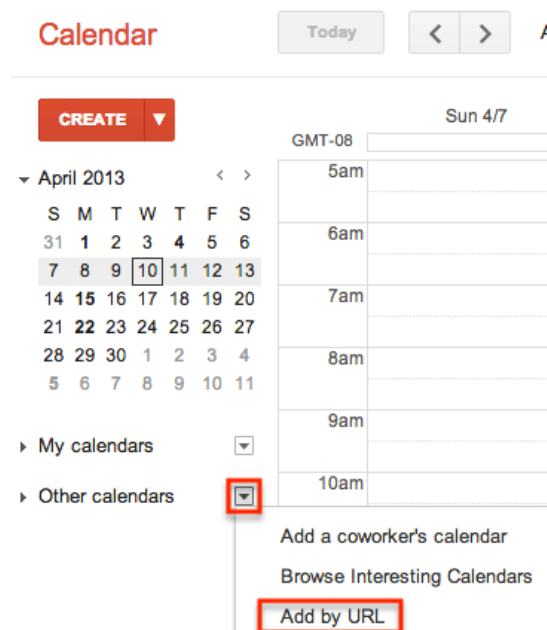 Calendar
Today
CREATE
Sun 4/7
GMT-08
April 2013
S M T W T F S
31 1 2 3 4 5 6
7 8 9 10 11 12 13
14 15 16 17 18 19 20
21 22 23 24 25 26 27
28 29 30 1 2 3 4
5 6 7 8 9 10 11
My calendars
Other calendars
5am
6am
7am
8am
9am
10am
Add a coworker's calendar
Browse Interesting Calendars
Add by URL